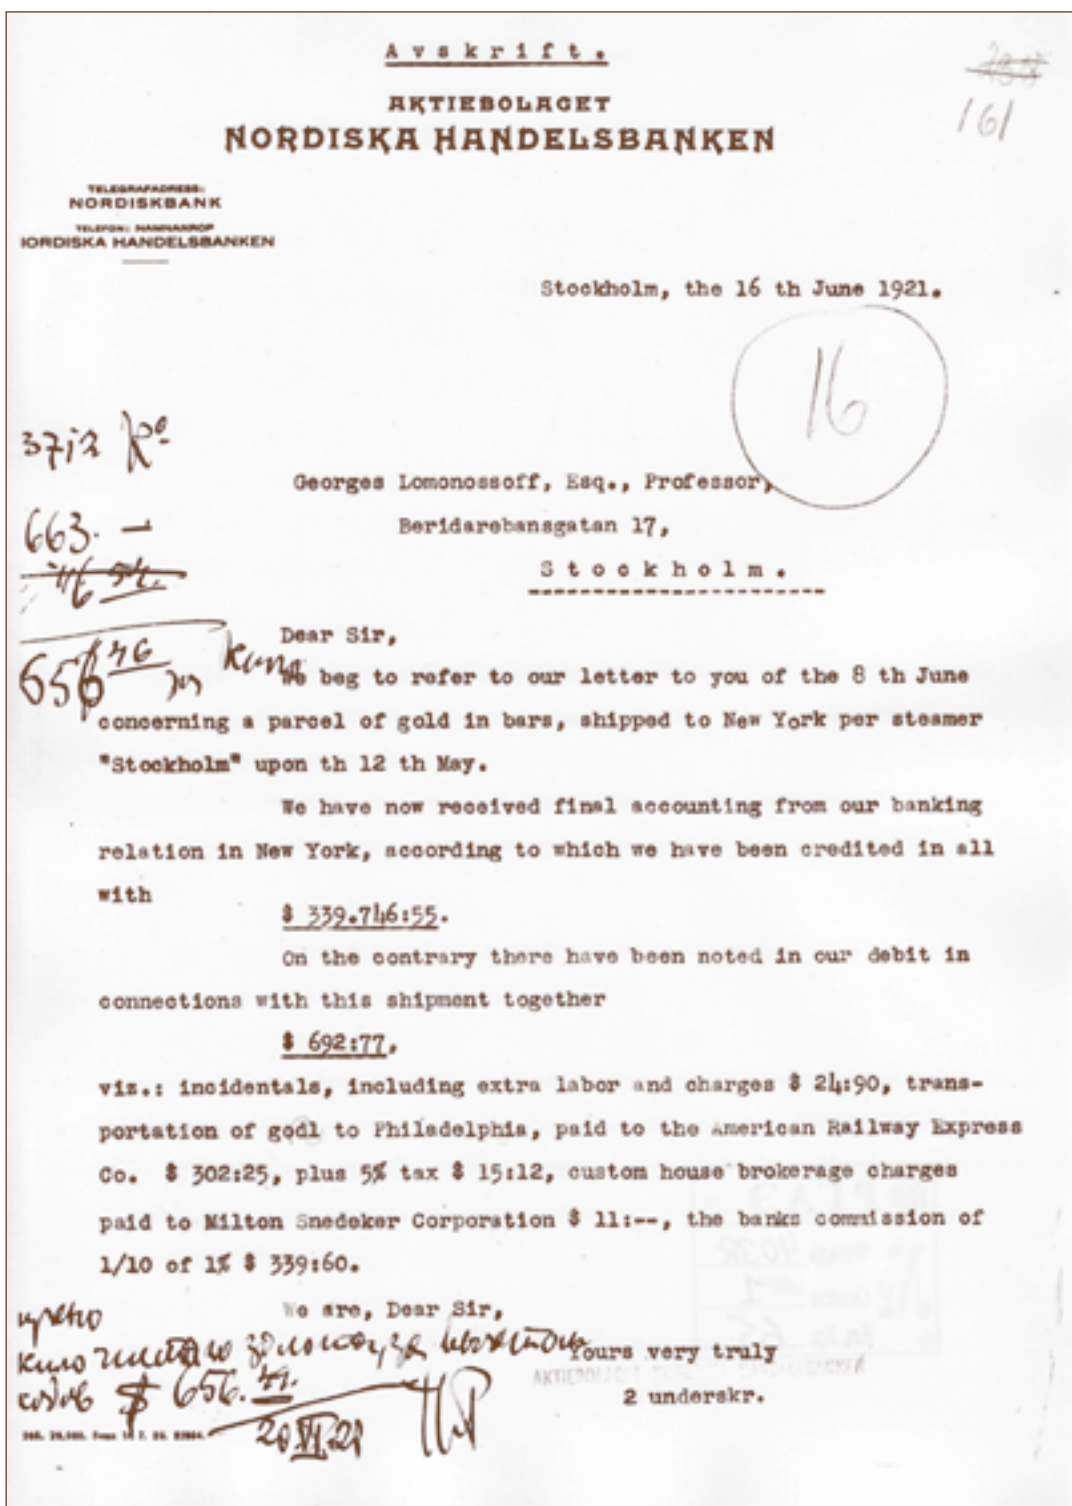 Avskrift.
161
AKTIEBOLAGET
NORDISKA HANDELSBANKEN
TELEGRAFADRESS:
NORDISKBANK
TELEFON: NAMNANROP
IORDISKA HANDELSBANKEN
Stockholm, the 16 th June 1921.
16
663. —
Georges Lomonossoff, Esq., Professor,
Beridarebansgatan 17,
Stockholm.
Dear Sir,
We beg to refer to our letter to you of the 8 th June
concerning a parcel of gold in bars, shipped to New York per steamer
"Stockholm" upon th 12 th May.
We have now received final accounting from our banking
relation in New York, according to which we have been credited in all
with
$ 339.746:55.
On the contrary there have been noted in our debit in
connections with this shipment together
$ 692:77,
viz.: incidentals, including extra labor and charges $ 24:90, trans-
portation of godl to Philadelphia, paid to the American Railway Express
Co. $ 302:25, plus 5% tax $ 15:12, custom house brokerage charges
paid to Milton Snedeker Corporation $ 11:--, the banks commission of
1/10 of 1% $ 339:60.
We are, Dear Sir,
Yours very truly
2 underskr.
$ 656.
20 VI 21